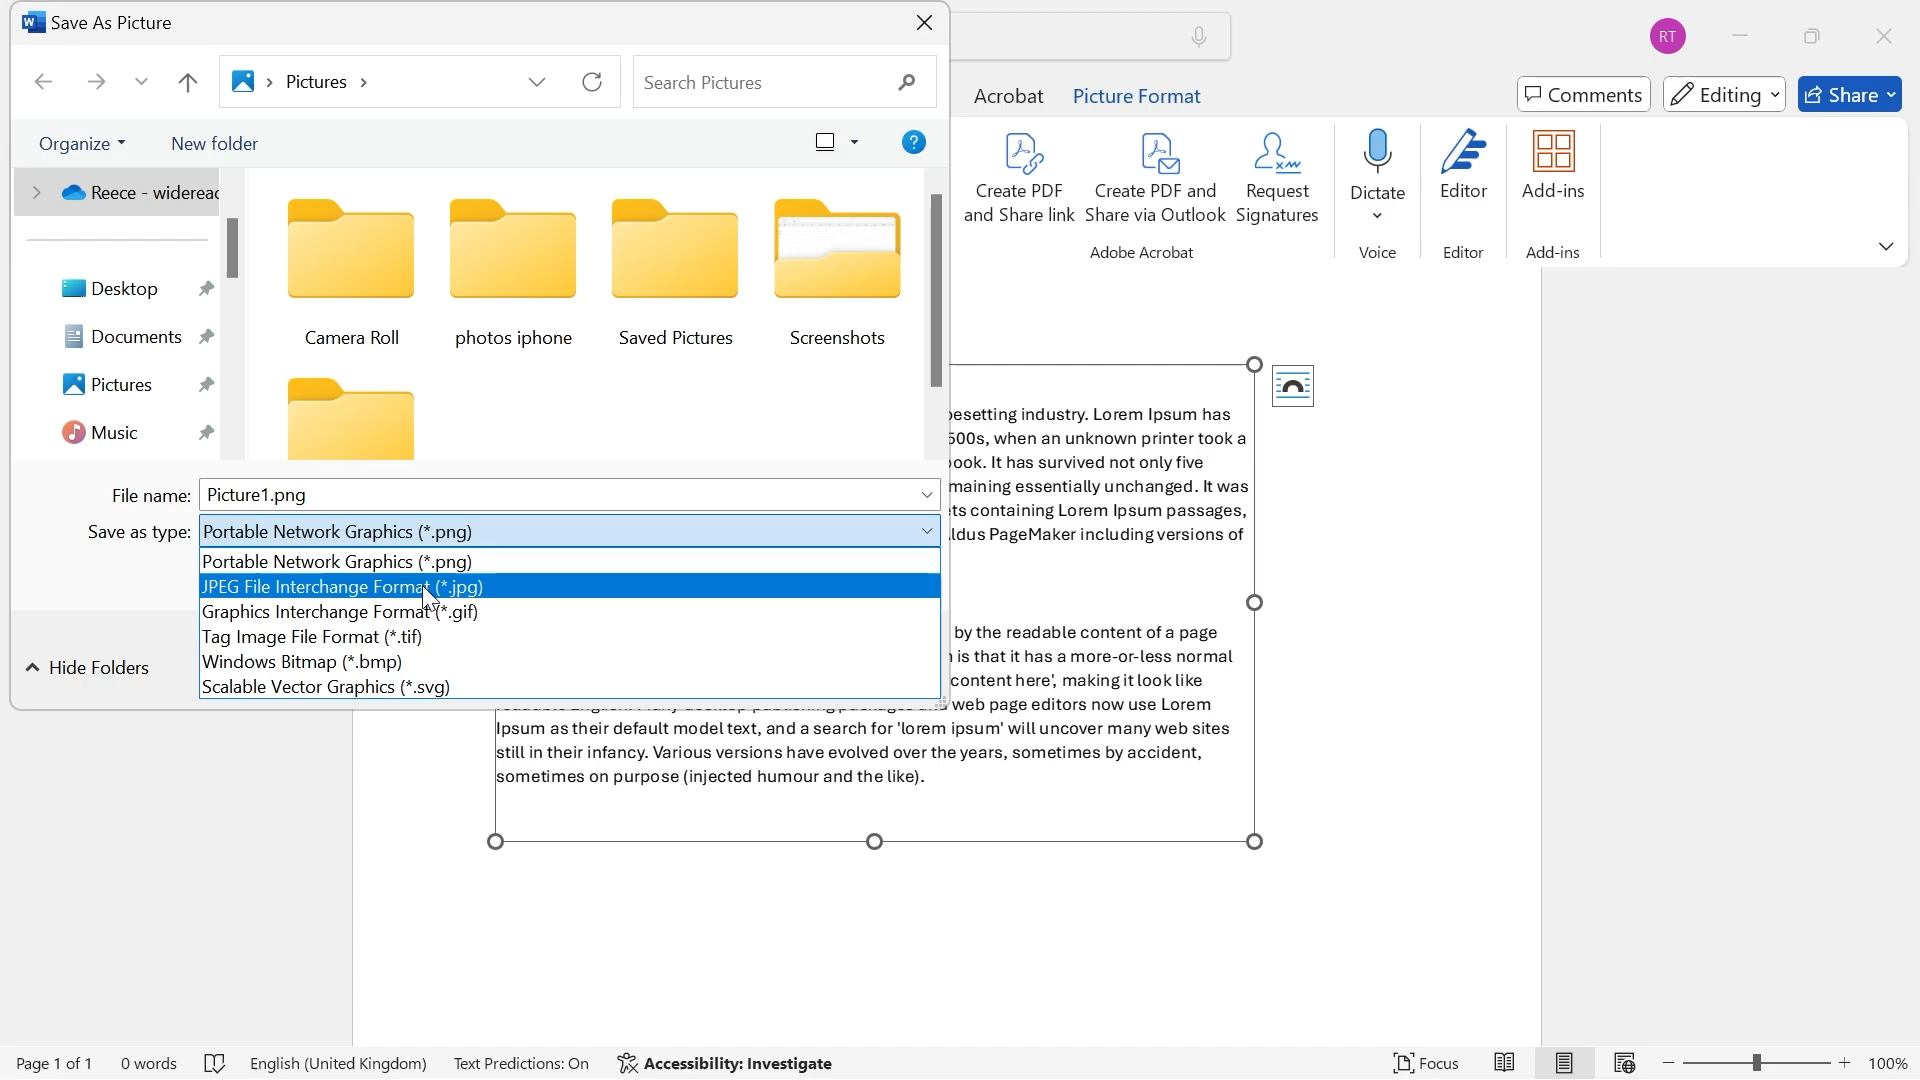 Save As Picture
Pictures
Search Pictures
Organize
New folder
Reece - wideread
Desktop
Documents
Pictures
Music
Camera Roll
photos iphone
Saved Pictures
Screenshots
File name: Picture1.png
Save as type: Portable Network Graphics (*.png)
Portable Network Graphics (*.png)
JPEG File Interchange Format (*.jpg)
Graphics Interchange Format (*.gif)
Tag Image File Format (*.tif)
Windows Bitmap (*.bmp)
Scalable Vector Graphics (*.svg)
Hide Folders
RT
Acrobat Picture Format
Comments Editing Share
Create PDF and Share link
Create PDF and Share via Outlook
Request Signatures
Adobe Acrobat
Dictate
Voice
Editor
Editor
Add-ins
Add-ins
industry. Lorem Ipsum has
when an unknown printer took a
It has survived not only five
essentially unchanged. It was
containing Lorem Ipsum passages,
PageMaker including versions of
by the readable content of a page
is that it has a more-or-less normal
content here', making it look like
web page editors now use Lorem
Ipsum as their default model text, and a search for 'lorem ipsum' will uncover many web sites
still in their infancy. Various versions have evolved over the years, sometimes by accident,
sometimes on purpose (injected humour and the like).
Page 1 of 1 0 words English (United Kingdom) Text Predictions: On Accessibility: Investigate Focus 100%